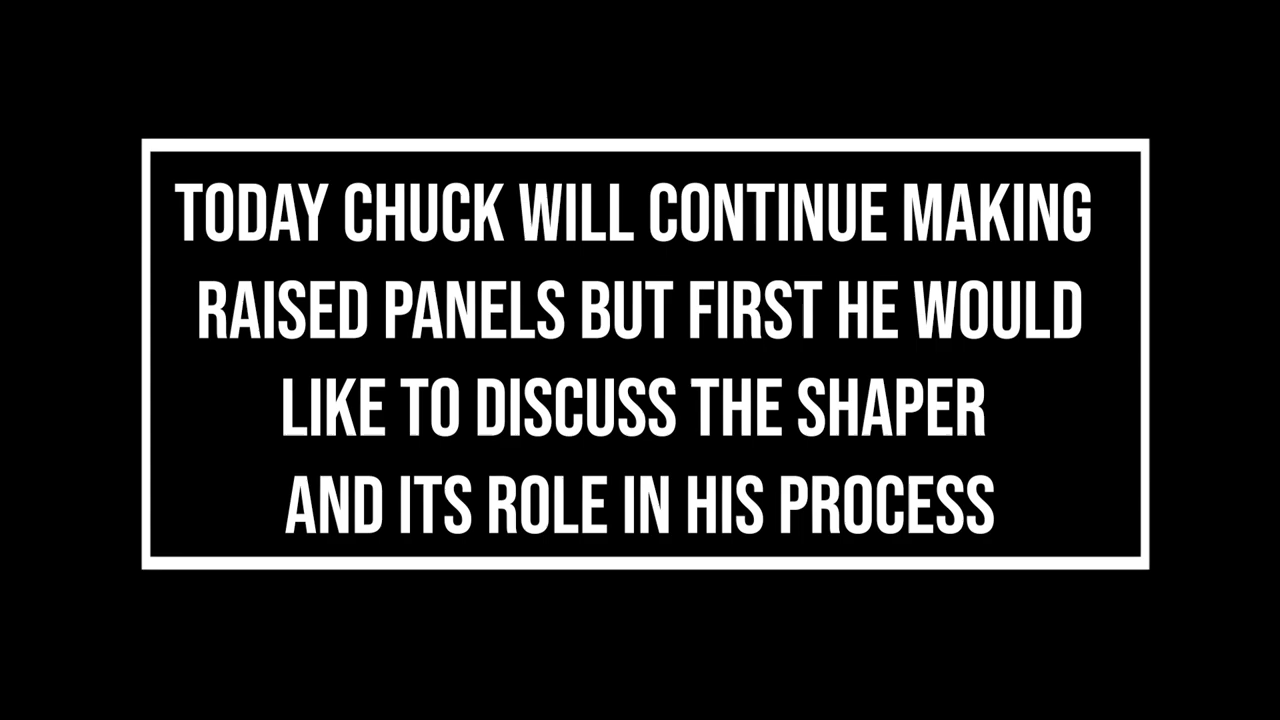 TODAY CHUCK WILL CONTINUE MAKING
RAISED PANELS BUT FIRST HE WOULD
LIKE TO DISCUSS THE SHAPER
AND ITS ROLE IN HIS PROCESS